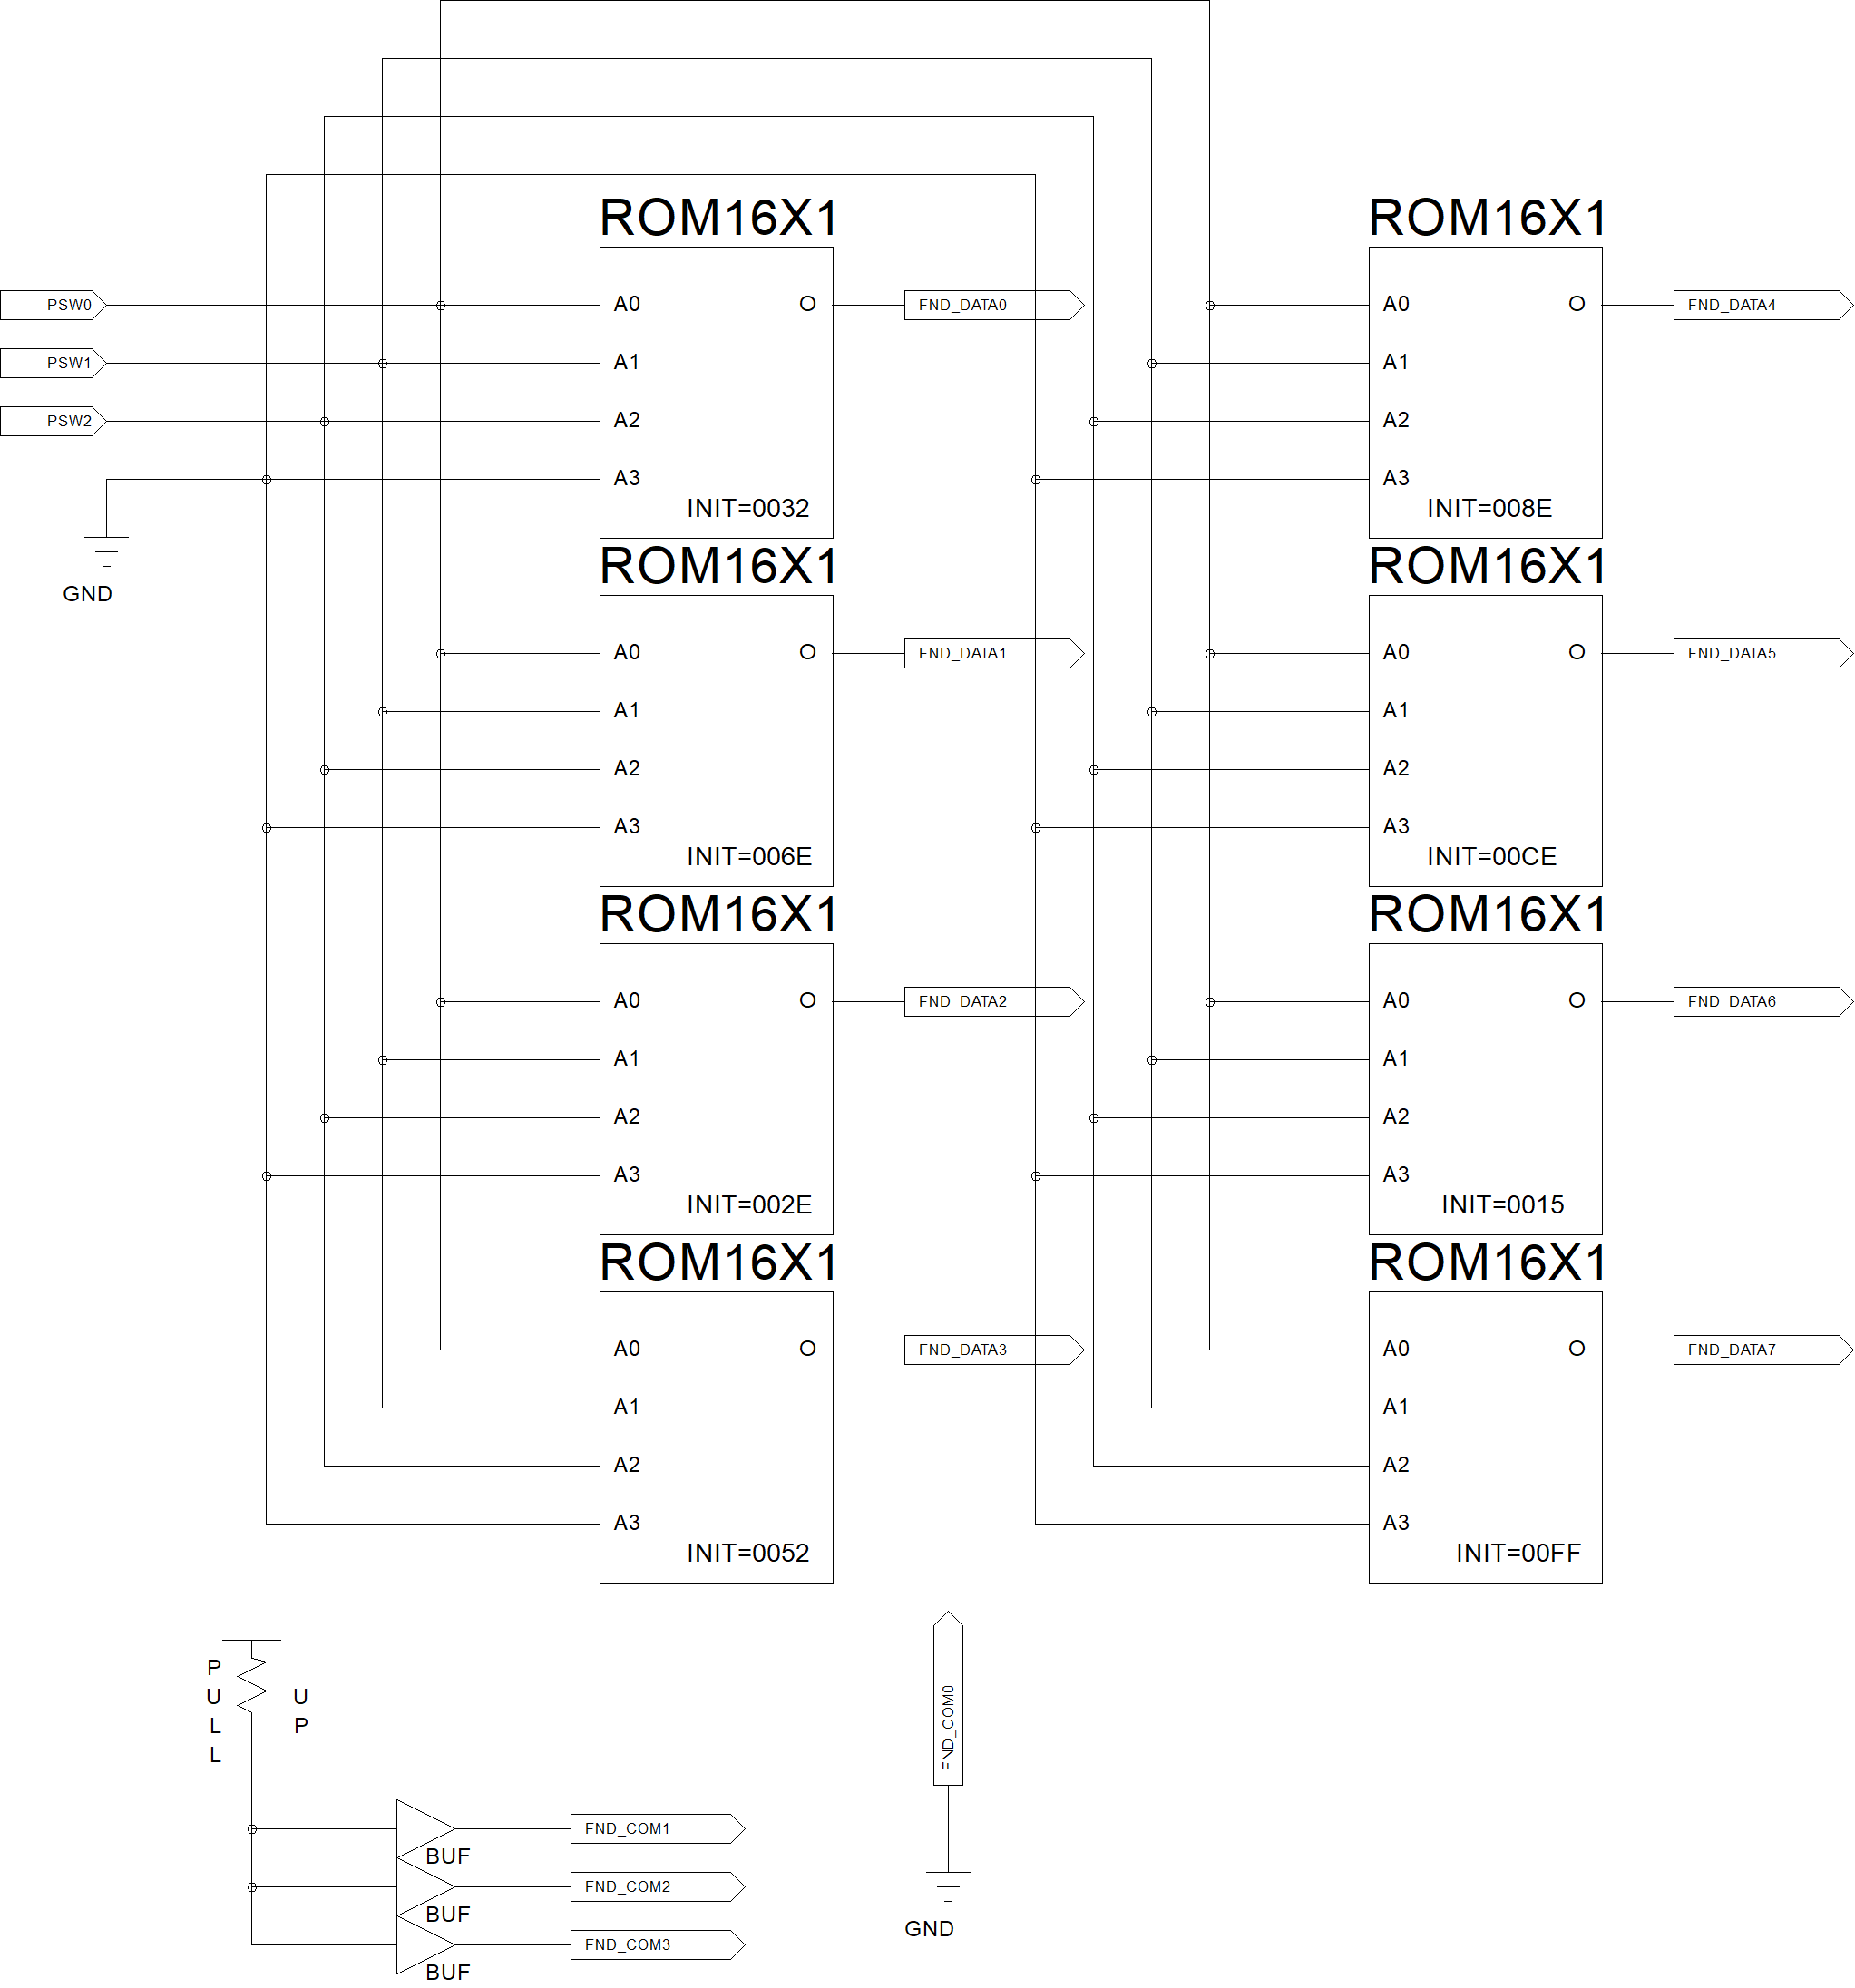 ROM16X1 ROM16X1
PSW0 A0 O FND_DATA0 A0 O FND_DATA4
PSW1 A1 A1
PSW2 A2 A2
A3 A3
INIT=0032 INIT=008E
GND
ROM16X1 ROM16X1
A0 O FND_DATA1 A0 O FND_DATA5
A1 A1
A2 A2
A3 A3
INIT=006E INIT=00CE
ROM16X1 ROM16X1
A0 O FND_DATA2 A0 O FND_DATA6
A1 A1
A2 A2
A3 A3
INIT=002E INIT=0015
ROM16X1 ROM16X1
A0 O FND_DATA3 A0 O FND_DATA7
A1 A1
A2 A2
A3 A3
INIT=0052 INIT=00FF
PULL
UP
FND_COM0
GND
FND_COM1
BUF
FND_COM2
BUF
FND_COM3
BUF